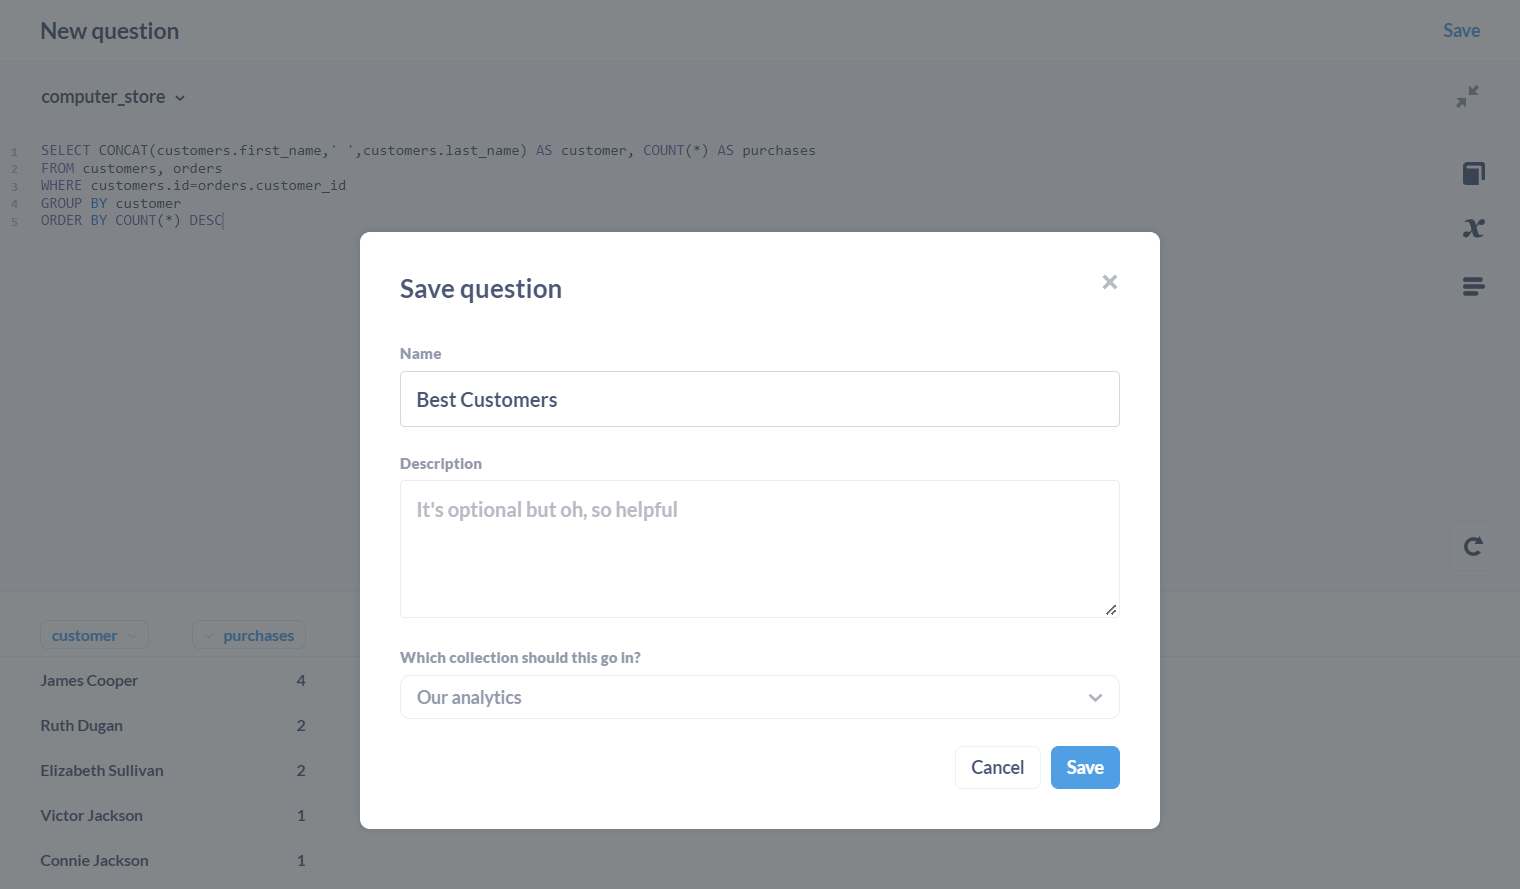 New question
Save
computer_store
1 SELECT CONCAT(customers.first_name,' ',customers.last_name) AS customer, COUNT(*) AS purchases
2 FROM customers, orders
3 WHERE customers.id=orders.customer_id
4 GROUP BY customer
5 ORDER BY COUNT(*) DESC
Save question
Name
Best Customers
Description
It's optional but oh, so helpful
Which collection should this go in?
Our analytics
Cancel
Save
customer purchases
James Cooper 4
Ruth Dugan 2
Elizabeth Sullivan 2
Victor Jackson 1
Connie Jackson 1